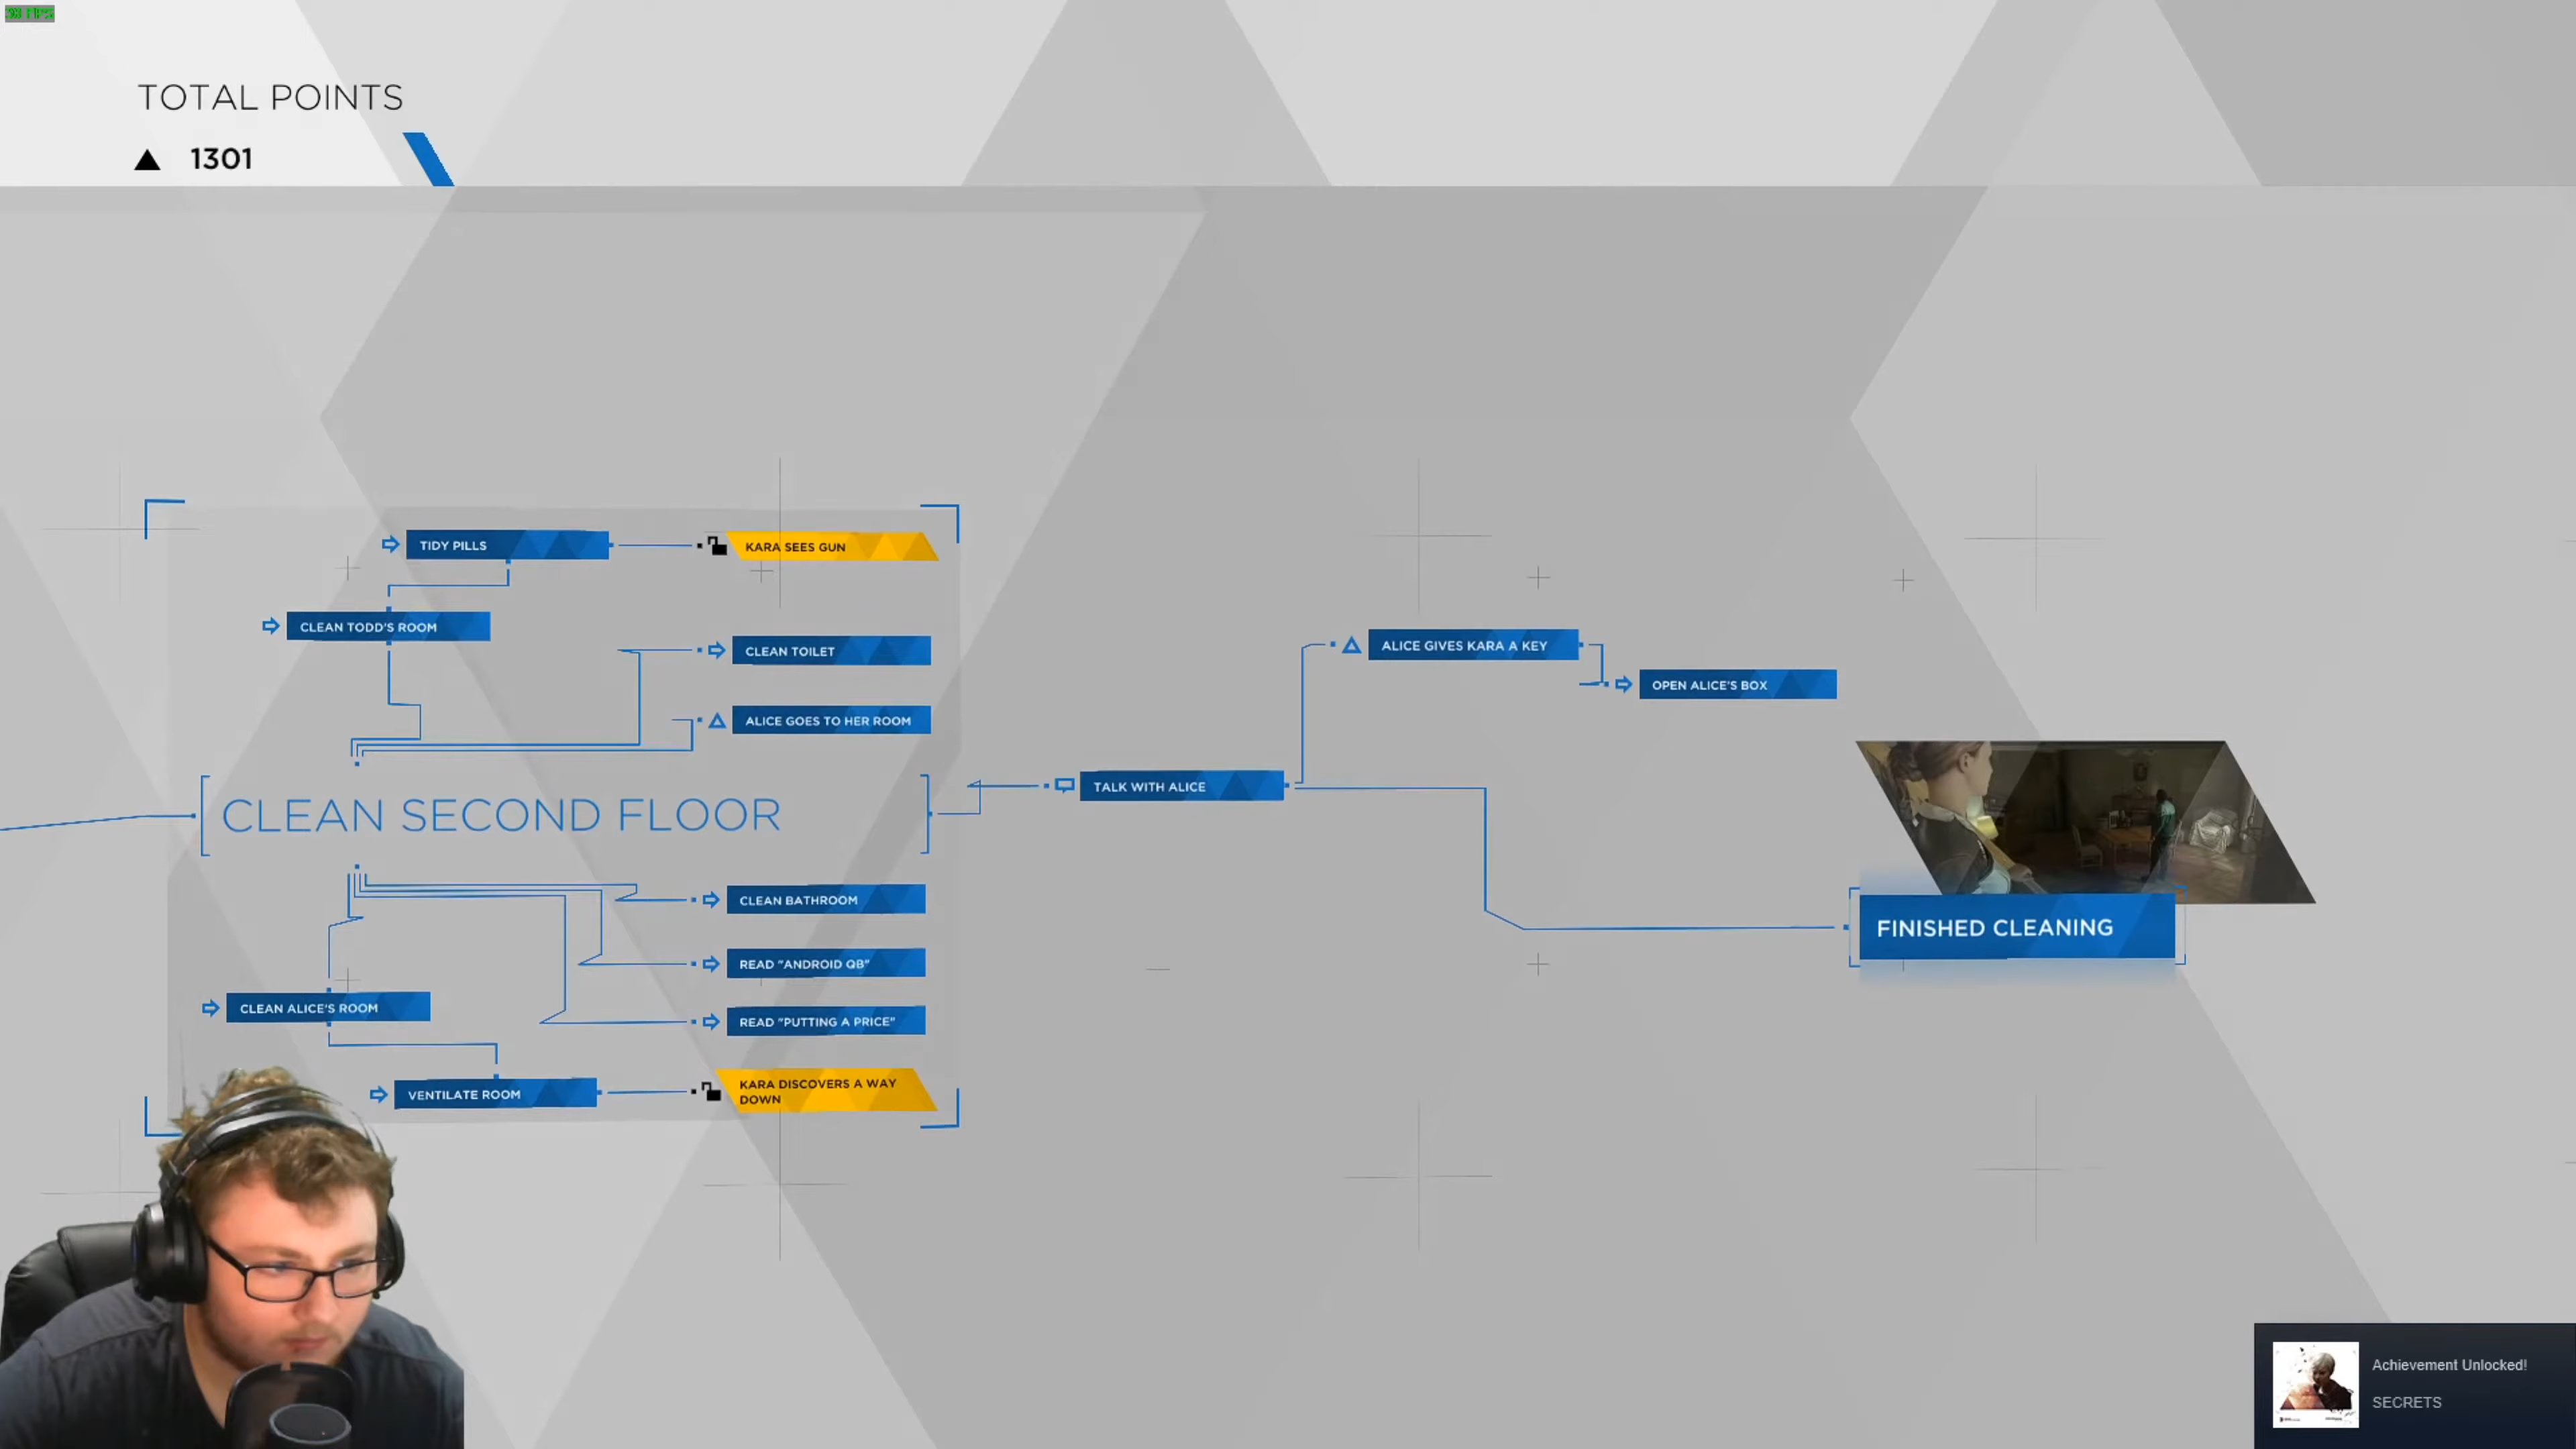 30 FPS
TOTAL POINTS
1301
TIDY PILLS
KARA SEES GUN
CLEAN TODD'S ROOM
CLEAN TOILET
ALICE GIVES KARA A KEY
OPEN ALICE'S BOX
ALICE GOES TO HER ROOM
TALK WITH ALICE
CLEAN SECOND FLOOR
CLEAN BATHROOM
FINISHED CLEANING
READ "ANDROID QB"
CLEAN ALICE'S ROOM
READ "PUTTING A PRICE"
VENTILATE ROOM
KARA DISCOVERS A WAY
DOWN
Achievement Unlocked!
SECRETS